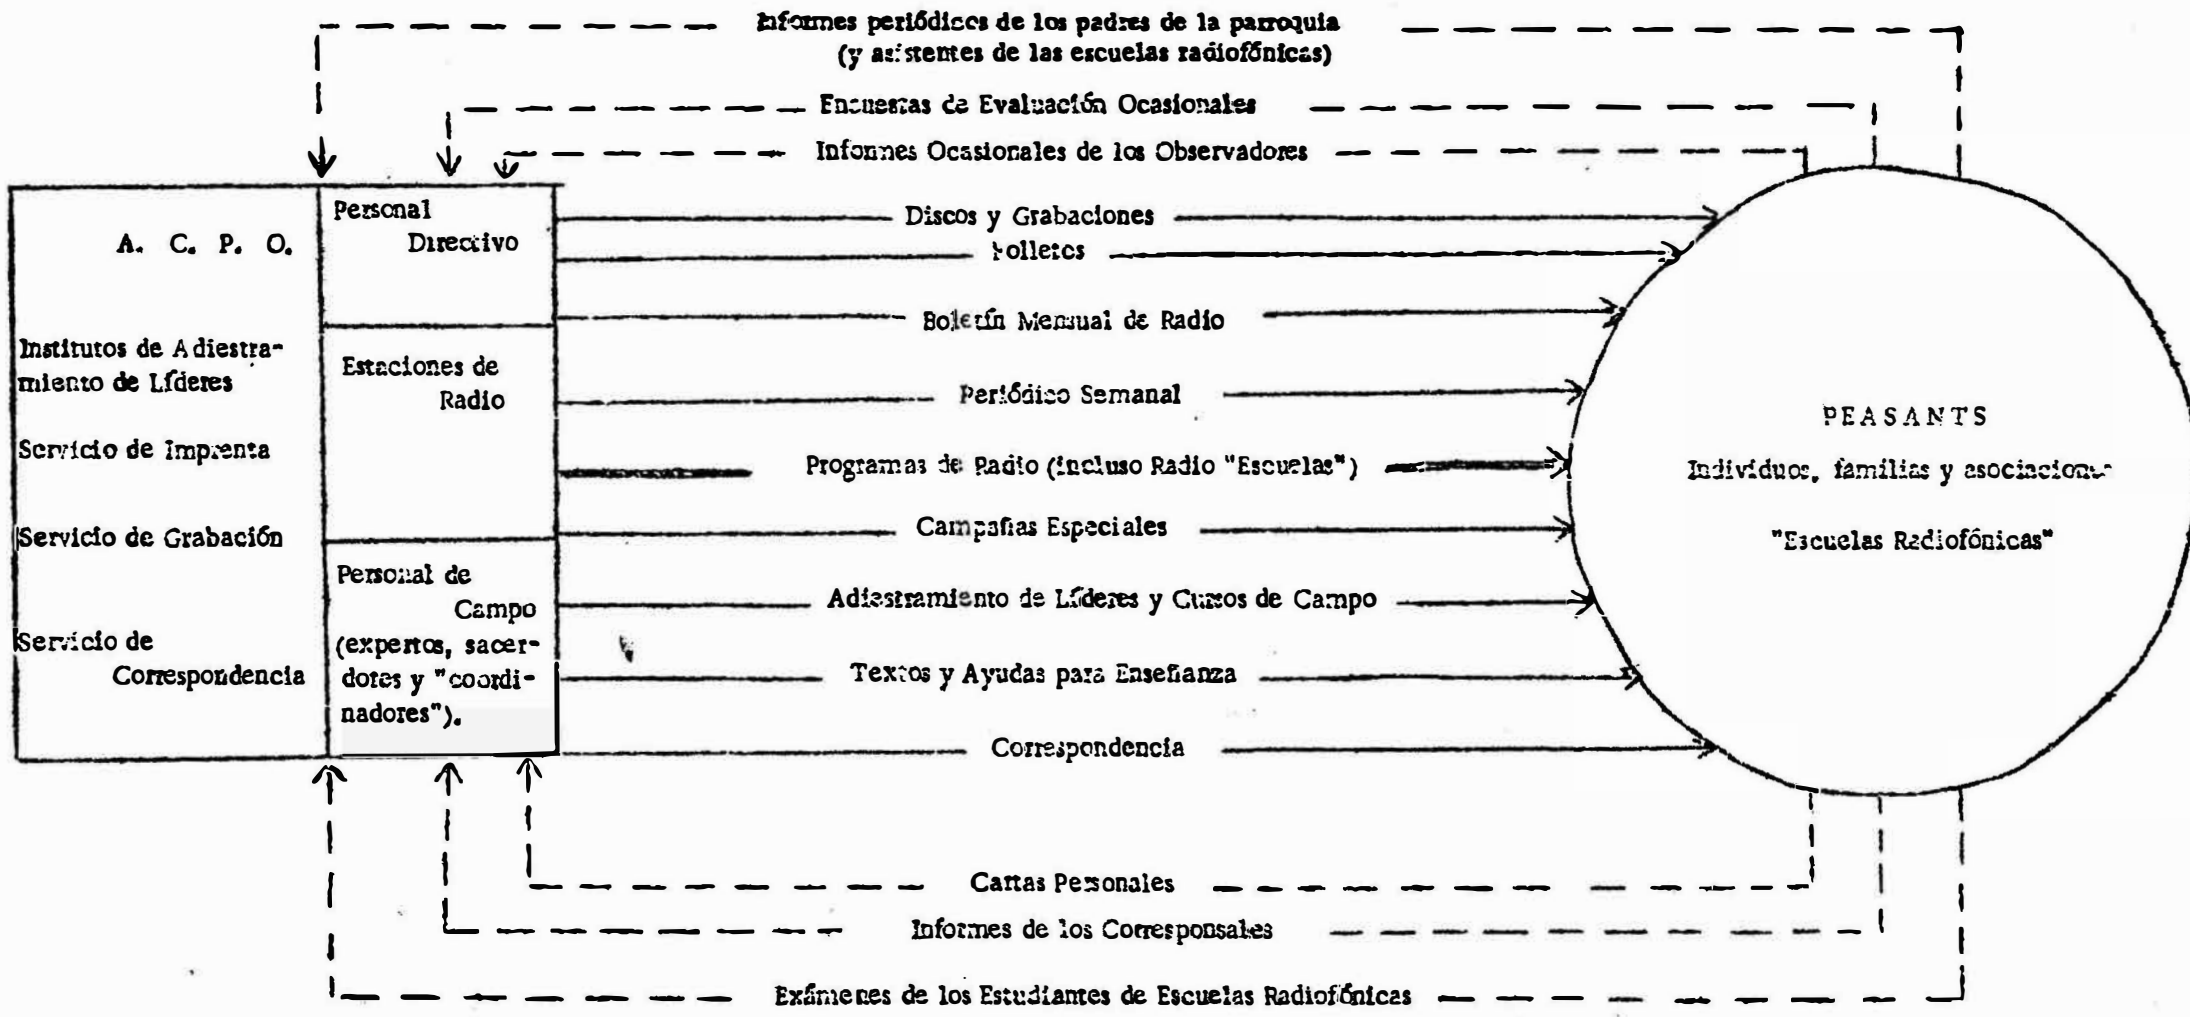 Informes periódicos de los padres de la parroquia
(y asistentes de las escuelas radiofónicas)
Encuestas de Evaluación Ocasionales
Informes Ocasionales de los Observadores
A. C. P. O.
Institutos de Adiestra-
miento de Líderes
Servicio de Imprenta
Servicio de Grabación
Servicio de
Correspondencia
Personal
Directivo
Estaciones de
Radio
Personal de
Campo
(expertos, sacer-
dotes y "coordi-
nadores").
Discos y Grabaciones
Folletos
Boletín Mensual de Radio
Periódico Semanal
Programas de Radio (incluso Radio "Escuelas")
Campañas Especiales
Adiestramiento de Líderes y Cursos de Campo
Textos y Ayudas para Enseñanza
Correspondencia
PEASANTS
Individuos, familias y asociaciones
"Escuelas Radiofónicas"
Cartas Personales
Informes de los Corresponsales
Exámenes de los Estudiantes de Escuelas Radiofónicas